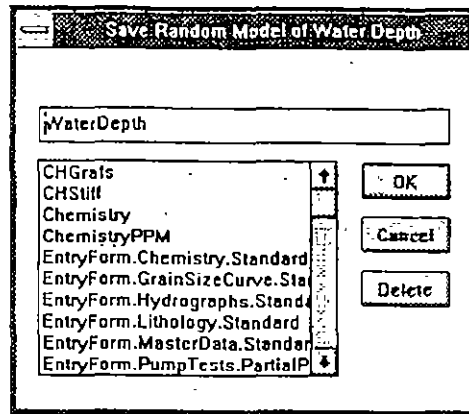 Save Random Model of Water Depth
WaterDepth
CHGrafs
CHStiff
Chemistry
ChemistryPPM
EntryForm.Chemistry.Standard
EntryForm.GrainSizeCurve.Sta
EntryForm.Hydrographs.Standa
EntryForm.Lithology.Standard
EntryForm.MasterData.Standar
EntryForm.PumpTests.PartialP
OK
Cancel
Delete